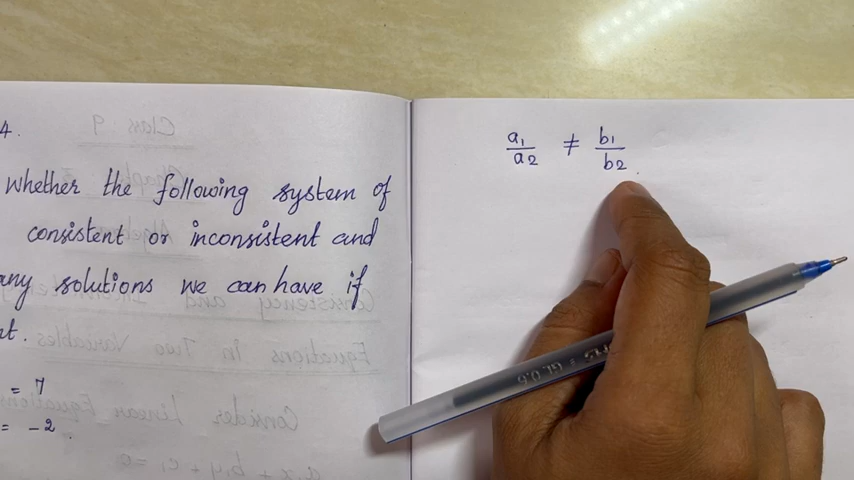 4.
Whether the following system of
consistent or inconsistent and
any solutions we can have if
nt.
= 7
= -2.
a₁/a₂ ≠ b₁/b₂.